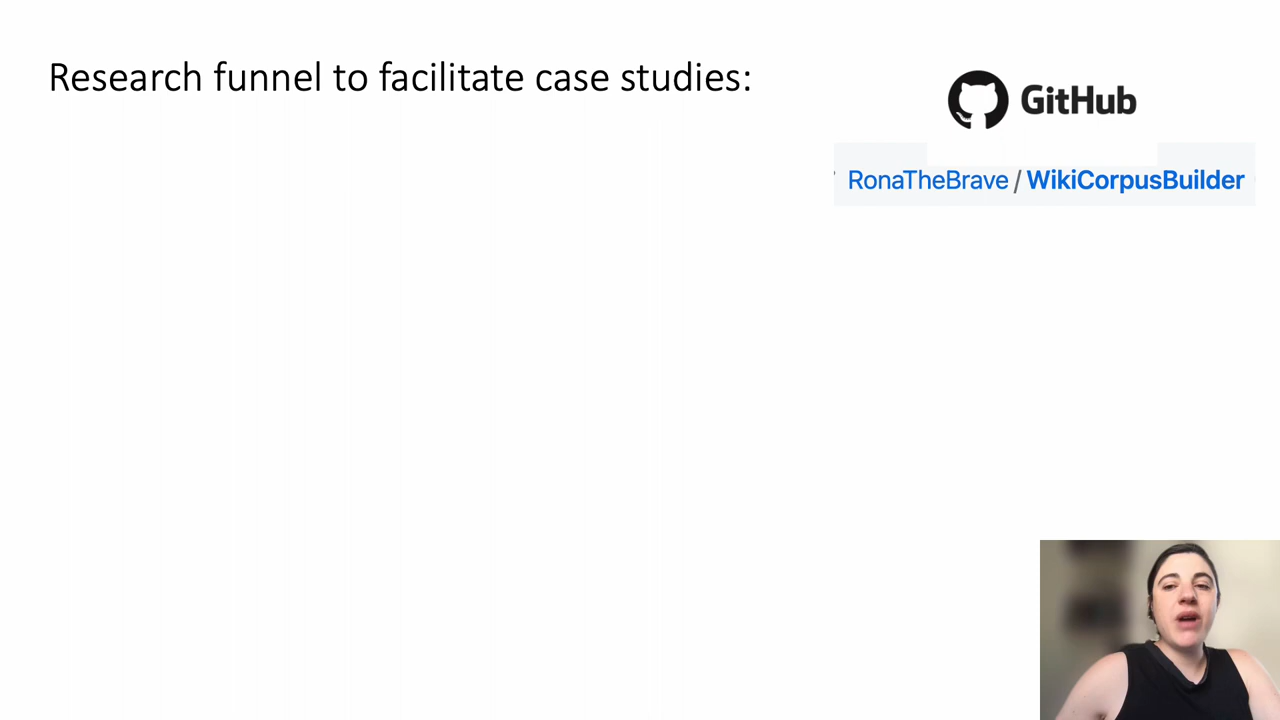 Research funnel to facilitate case studies:
GitHub
RonaTheBrave / WikiCorpusBuilder